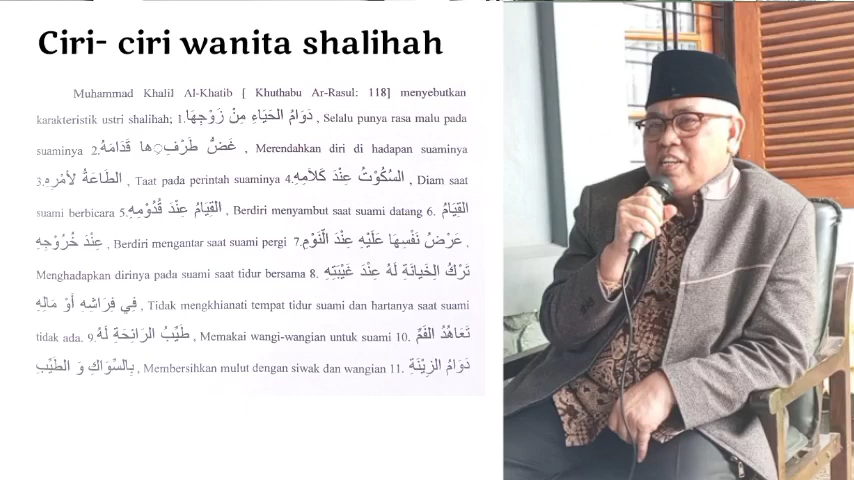 Ciri- ciri wanita shalihah
Muhammad Khalil Al-Khatib [ Khuthabu Ar-Rasul: 118] menyebutkan
karakteristik ustri shalihah; 1.دَوَامُ الحَيَاءِ مِنْ زَوْجِهَا , Selalu punya rasa malu pada
suaminya 2.غَضُّ طَرْفِها قَدَامَهُ , Merendahkan diri di hadapan suaminya
3.الطَّاعَةُ لأَمْرِهِ , Taat pada perintah suaminya 4.السُّكُوْتُ عِنْدَ كَلاَمِهِ , Diam saat
suami berbicara 5.القِيَامُ عِنْدَ قُدُوْمِهِ , Berdiri menyambut saat suami datang 6. القِيَامُ
عِنْدَ خُرُوْجِهِ , Berdiri mengantar saat suami pergi 7.عَرْضُ نَفْسِهَا عَلَيْهِ عِنْدَ النَّوْمِ ,
Menghadapkan dirinya pada suami saat tidur bersama 8. تَرْكُ الخِيَانَةِ لَهُ عِنْدَ غَيْبَتِهِ
فِي فِرَاشِهِ أَوْ مَالِهِ , Tidak mengkhianati tempat tidur suami dan hartanya saat suami
tidak ada. 9.طَيِّبُ الرَائِحَةِ لَهُ , Memakai wangi-wangian untuk suami 10. تَعَاهُدُ الفَمِّ
بِالسِّوَاكِ وَ الطَيِّبِ , Membersihkan mulut dengan siwak dan wangian 11. دَوَامُ الزِيْنَةِ